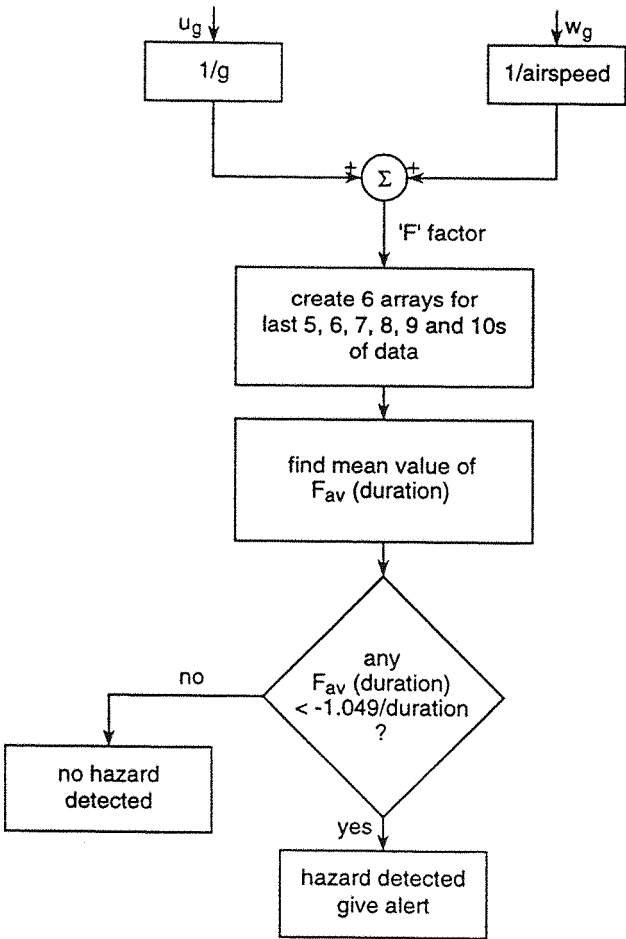 u_g
w_g
1/g
1/airspeed
+ Σ +
'F' factor
create 6 arrays for
last 5, 6, 7, 8, 9 and 10s
of data
find mean value of
F_av (duration)
any
F_av (duration)
< -1.049/duration
?
no
no hazard
detected
yes
hazard detected
give alert